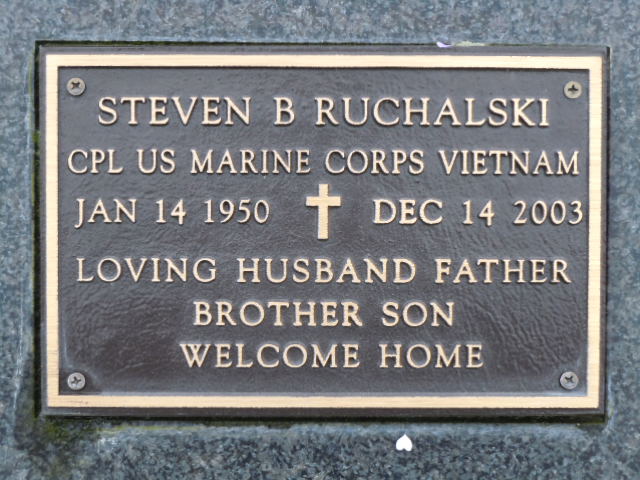 STEVEN B RUCHALSKI
CPL US MARINE CORPS VIETNAM
JAN 14 1950 DEC 14 2003
LOVING HUSBAND FATHER
BROTHER SON
WELCOME HOME